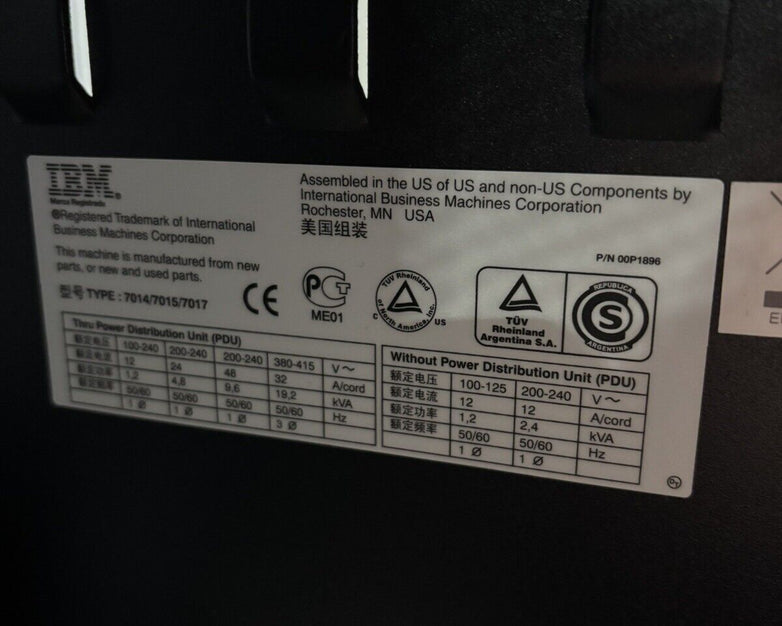 IBM®
Marca Registrada
®Registered Trademark of International
Business Machines Corporation
This machine is manufactured from new
parts, or new and used parts.
型号 TYPE : 7014/7015/7017
Assembled in the US of US and non-US Components by
International Business Machines Corporation
Rochester, MN USA
美国组装
P/N 00P1896
CE
PCT
ME01
TÜV Rheinland
of North America, Inc.
C US
TÜV
Rheinland
Argentina S.A.
REPUBLICA
S
ARGENTINA
Thru Power Distribution Unit (PDU)
额定电压 100-240 200-240 200-240 380-415 V～
额定电流 12 24 48 32 A/cord
额定功率 1,2 4,8 9,6 19,2 kVA
额定频率 50/60 50/60 50/60 50/60 Hz
1 Ø 1 Ø 1 Ø 3 Ø
Without Power Distribution Unit (PDU)
额定电压 100-125 200-240 V～
额定电流 12 12 A/cord
额定功率 1,2 2,4 kVA
额定频率 50/60 50/60 Hz
1 Ø 1 Ø